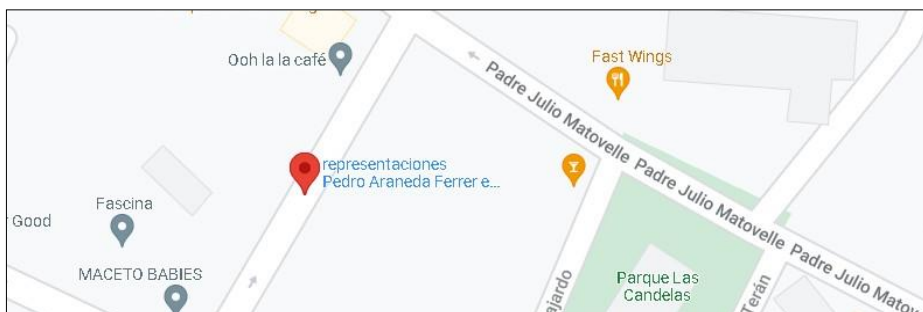 Ooh la la café
Fast Wings
Padre Julio Matovelle
Padre Julio Matovelle
Padre Julio Matovelle
representaciones
Pedro Araneda Ferrer e...
Fascina
Good
MACETO BABIES
Parque Las
Candelas
ajardo
Terán